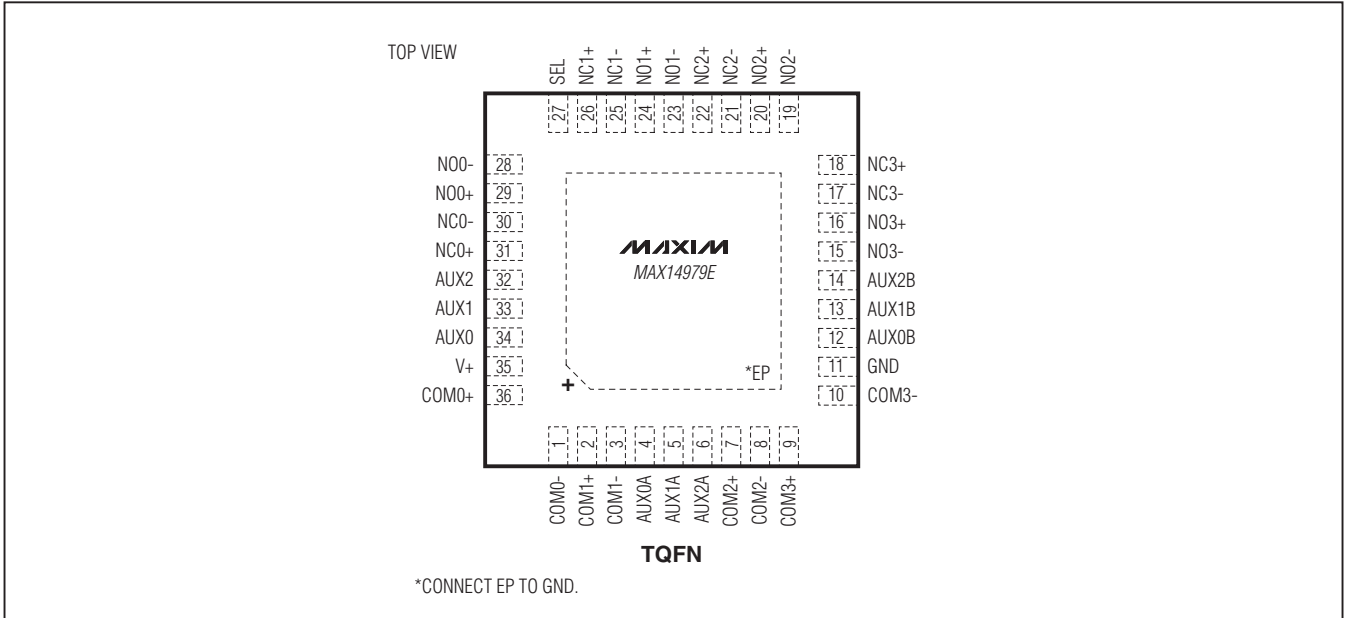 TOP VIEW
SEL
NC1+
NC1-
NO1+
NO1-
NC2+
NC2-
NO2+
NO2-
27
26
25
24
23
22
21
20
19
NO0- 28
NO0+ 29
NC0- 30
NC0+ 31
AUX2 32
AUX1 33
AUX0 34
V+ 35
COM0+ 36
MAXIM
MAX14979E
*EP
+
18 NC3+
17 NC3-
16 NO3+
15 NO3-
14 AUX2B
13 AUX1B
12 AUX0B
11 GND
10 COM3-
1
2
3
4
5
6
7
8
9
COM0-
COM1+
COM1-
AUX0A
AUX1A
AUX2A
COM2+
COM2-
COM3+
TQFN
*CONNECT EP TO GND.